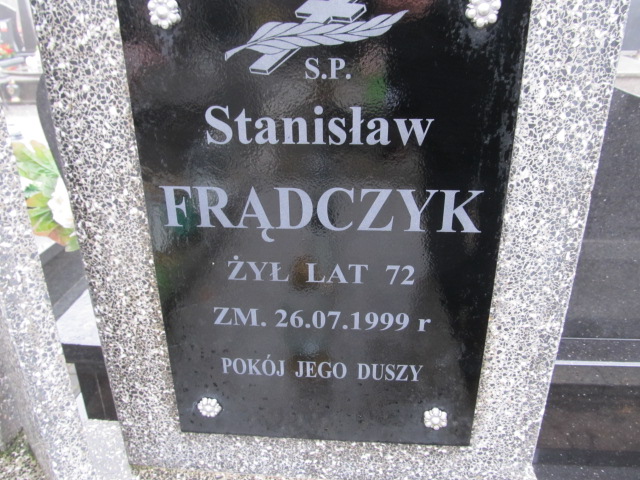 S.P.
Stanisław
FRĄDCZYK
ŻYŁ LAT 72
ZM. 26.07.1999 r
POKÓJ JEGO DUSZY